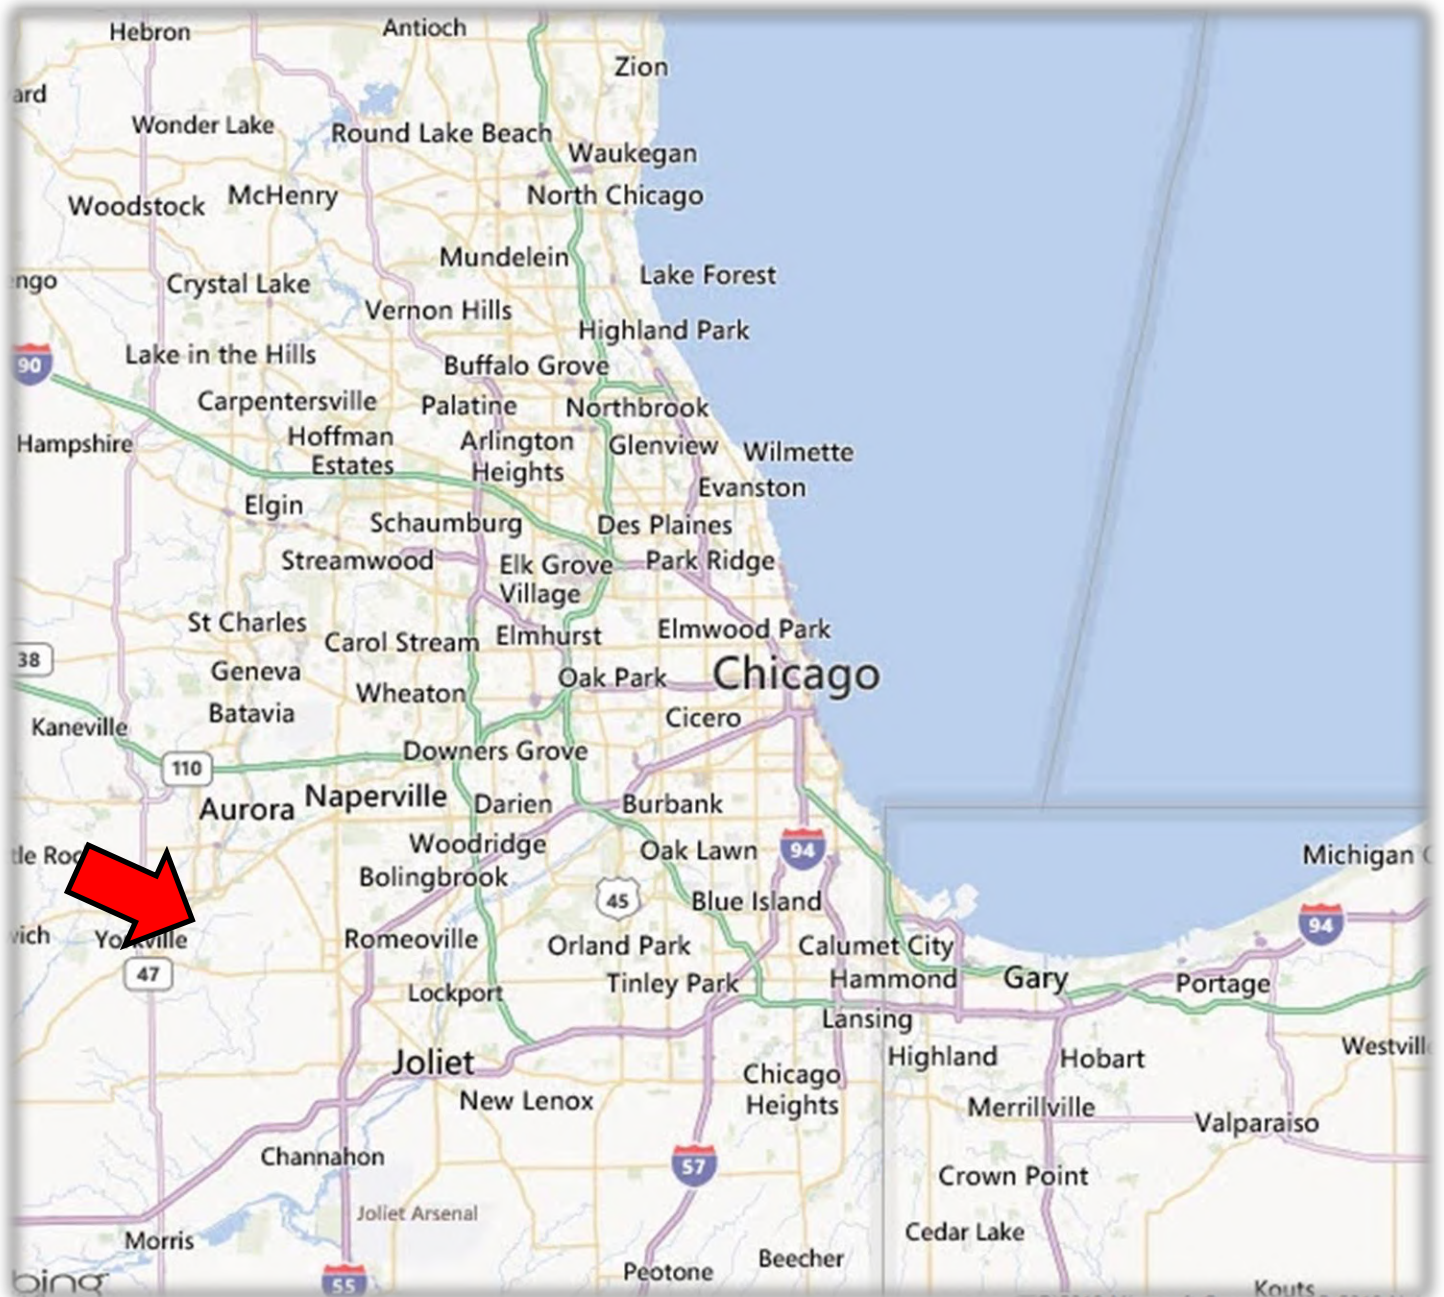 Hebron
Antioch
Zion
ard
Wonder Lake
Round Lake Beach
Waukegan
Woodstock
McHenry
North Chicago
Mundelein
Lake Forest
engo
Crystal Lake
Vernon Hills
Highland Park
90
Lake in the Hills
Buffalo Grove
Carpentersville
Palatine
Northbrook
Hampshire
Hoffman
Estates
Arlington
Heights
Glenview
Wilmette
Evanston
Elgin
Schaumburg
Des Plaines
Streamwood
Elk Grove
Village
Park Ridge
St Charles
Carol Stream
Elmhurst
Elmwood Park
38
Geneva
Wheaton
Oak Park
Chicago
Batavia
Kaneville
Cicero
110
Downers Grove
Aurora
Naperville
Darien
Burbank
Woodridge
Oak Lawn
94
Michigan
Bolingbrook
45
Blue Island
94
wich
Romeoville
Orland Park
Calumet City
47
Lockport
Tinley Park
Hammond
Gary
Portage
Lansing
Joliet
Highland
Hobart
Westville
New Lenox
Chicago
Heights
Merrillville
Valparaiso
Channahon
57
Crown Point
Joliet Arsenal
Morris
Cedar Lake
Beecher
Peotone
bing
55
Kouts